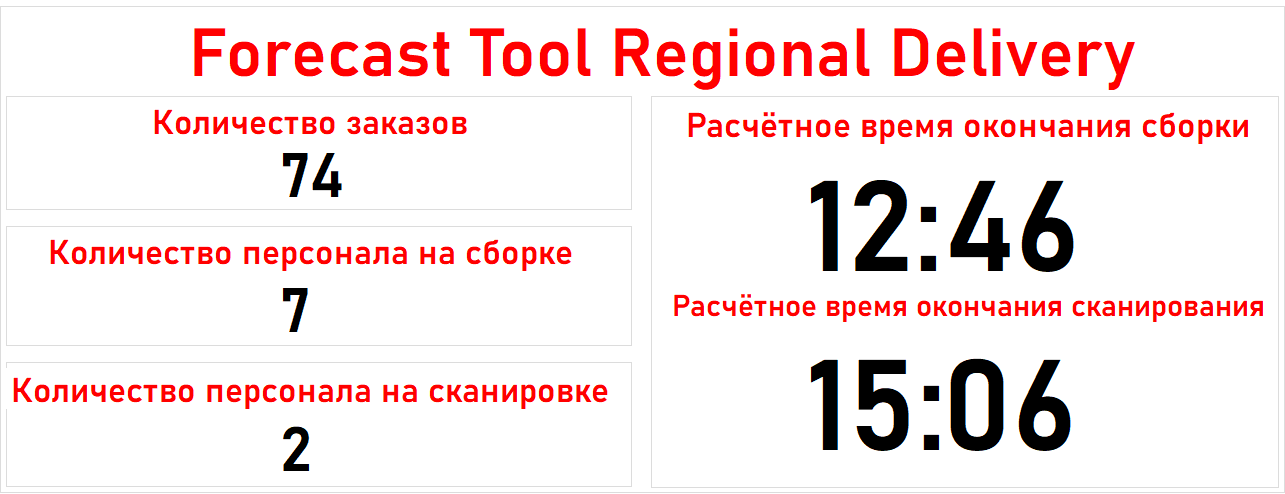 Forecast Tool Regional Delivery
Количество заказов
74
Количество персонала на сборке
7
Количество персонала на сканировке
2
Расчётное время окончания сборки
12:46
Расчётное время окончания сканирования
15:06